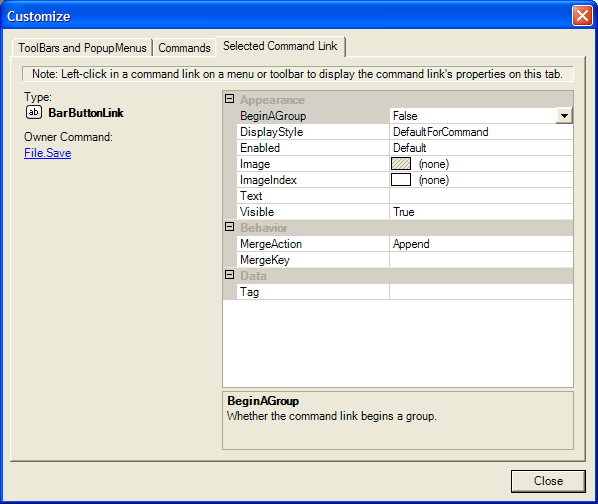 Customize
ToolBars and PopupMenus Commands Selected Command Link
Note: Left-click in a command link on a menu or toolbar to display the command link's properties on this tab.
Type:
ab BarButtonLink
Owner Command:
File.Save
Appearance
BeginAGroup False
DisplayStyle DefaultForCommand
Enabled Default
Image (none)
ImageIndex (none)
Text
Visible True
Behavior
MergeAction Append
MergeKey
Data
Tag
BeginAGroup
Whether the command link begins a group.
Close